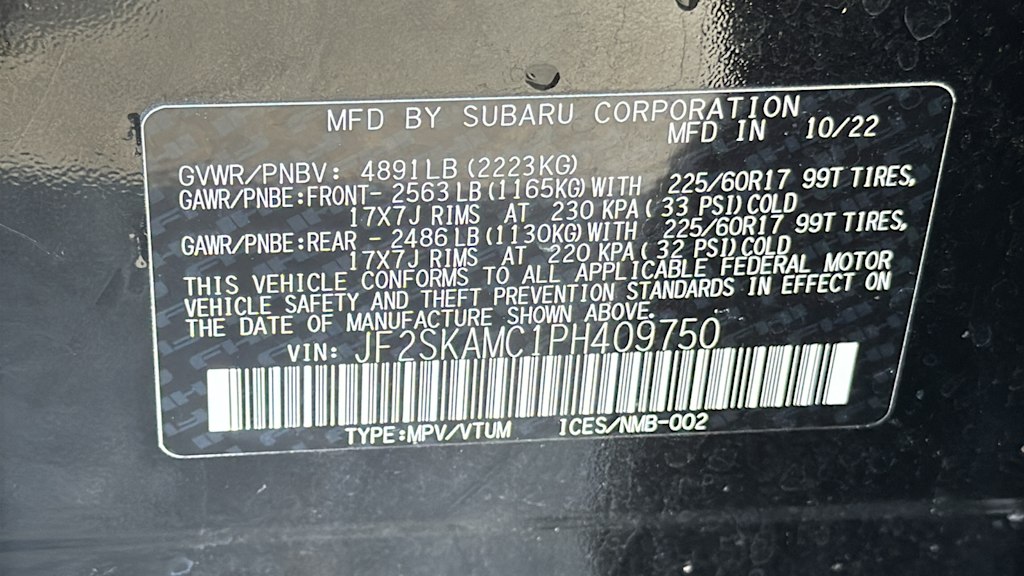 MFD BY SUBARU CORPORATION
MFD IN 10/22
GVWR/PNBV: 4891LB(2223KG)
GAWR/PNBE:FRONT- 2563LB(1165KG)WITH 225/60R17 99T TIRES,
17X7J RIMS AT 230 KPA( 33 PSI)COLD
GAWR/PNBE:REAR - 2486LB(1130KG)WITH 225/60R17 99T TIRES,
17X7J RIMS AT 220 KPA( 32 PSI)COLD
THIS VEHICLE CONFORMS TO ALL APPLICABLE FEDERAL MOTOR
VEHICLE SAFETY AND THEFT PREVENTION STANDARDS IN EFFECT ON
THE DATE OF MANUFACTURE SHOWN ABOVE.
VIN: JF2SKAMC1PH409750
TYPE:MPV/VTUM ICES/NMB-002